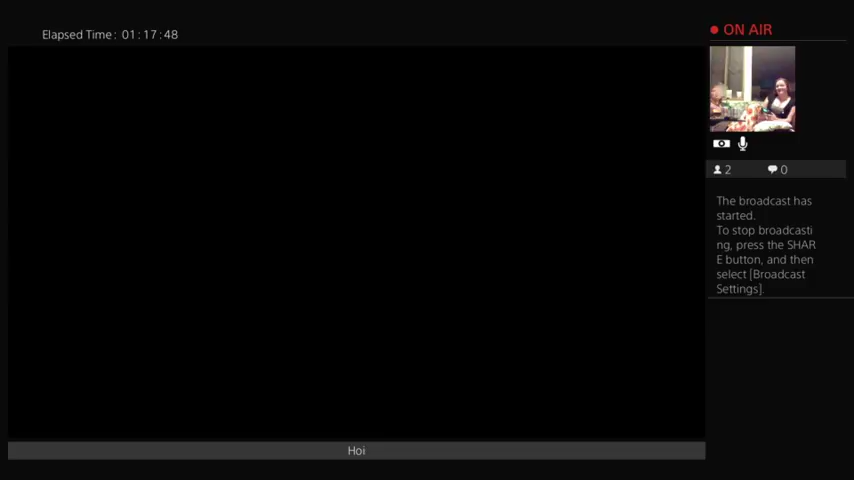 Elapsed Time: 01:17:48
ON AIR
2
0
The broadcast has
started.
To stop broadcasti
ng, press the SHAR
E button, and then
select [Broadcast
Settings].
Hoi